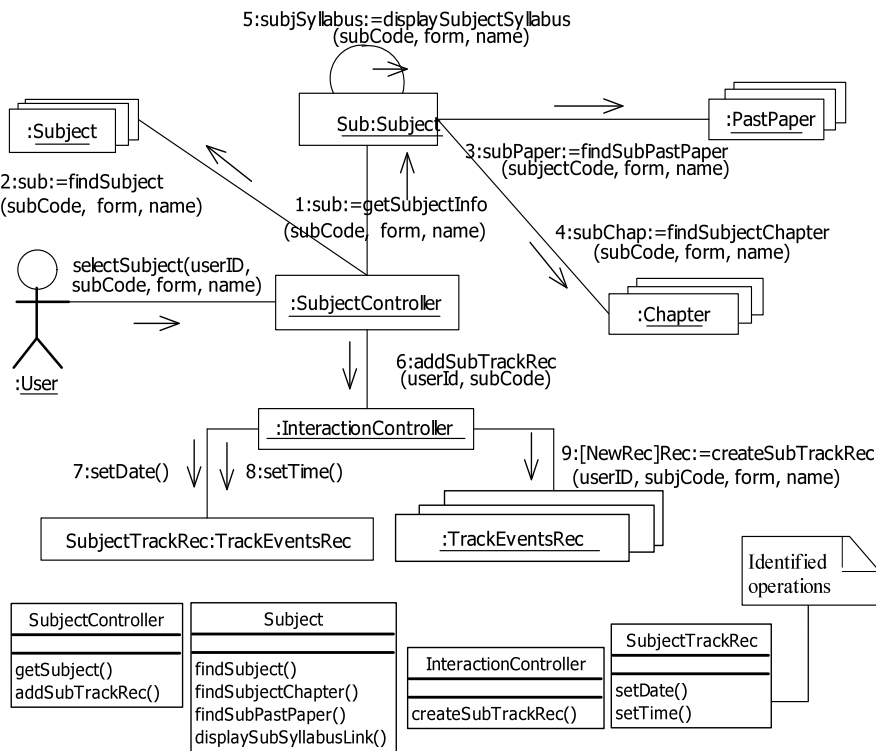 5:subjSyllabus:=displaySubjectSyllabus
(subCode, form, name)
:Subject
Sub:Subject
:PastPaper
3:subPaper:=findSubPastPaper
(subjectCode, form, name)
2:sub:=findSubject
(subCode, form, name)
1:sub:=getSubjectInfo
(subCode, form, name)
4:subChap:=findSubjectChapter
(subCode, form, name)
selectSubject(userID,
subCode, form, name)
:SubjectController
:Chapter
:User
6:addSubTrackRec
(userId, subCode)
:InteractionController
7:setDate()
8:setTime()
9:[NewRec]Rec:=createSubTrackRec
(userID, subjCode, form, name)
SubjectTrackRec:TrackEventsRec
:TrackEventsRec
Identified
operations
SubjectController
getSubject()
addSubTrackRec()
Subject
findSubject()
findSubjectChapter()
findSubPastPaper()
displaySubSyllabusLink()
InteractionController
createSubTrackRec()
SubjectTrackRec
setDate()
setTime()